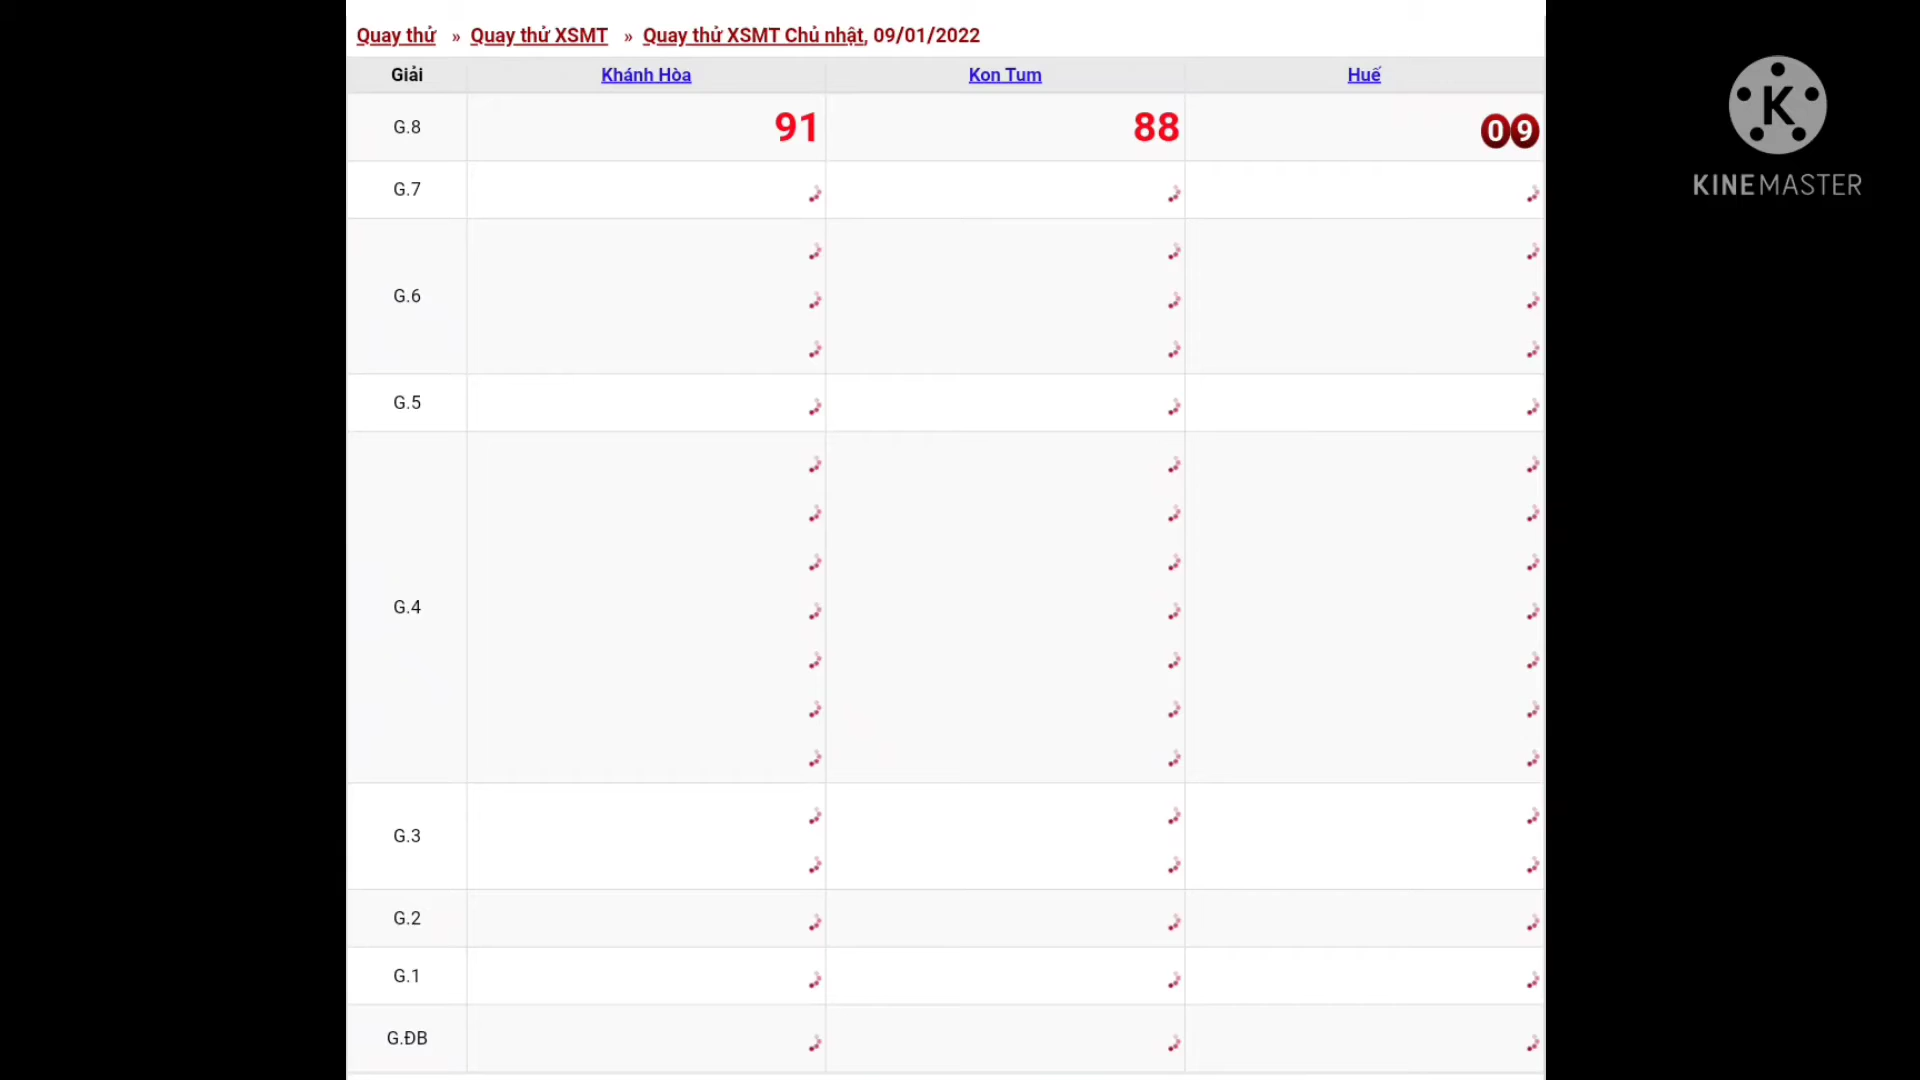 Quay thử » Quay thử XSMT » Quay thử XSMT Chủ nhật, 09/01/2022
Giải Khánh Hòa Kon Tum Huế
G.8 91 88 09
G.7
G.6
G.5
G.4
G.3
G.2
G.1
G.ĐB
K
KINEMASTER